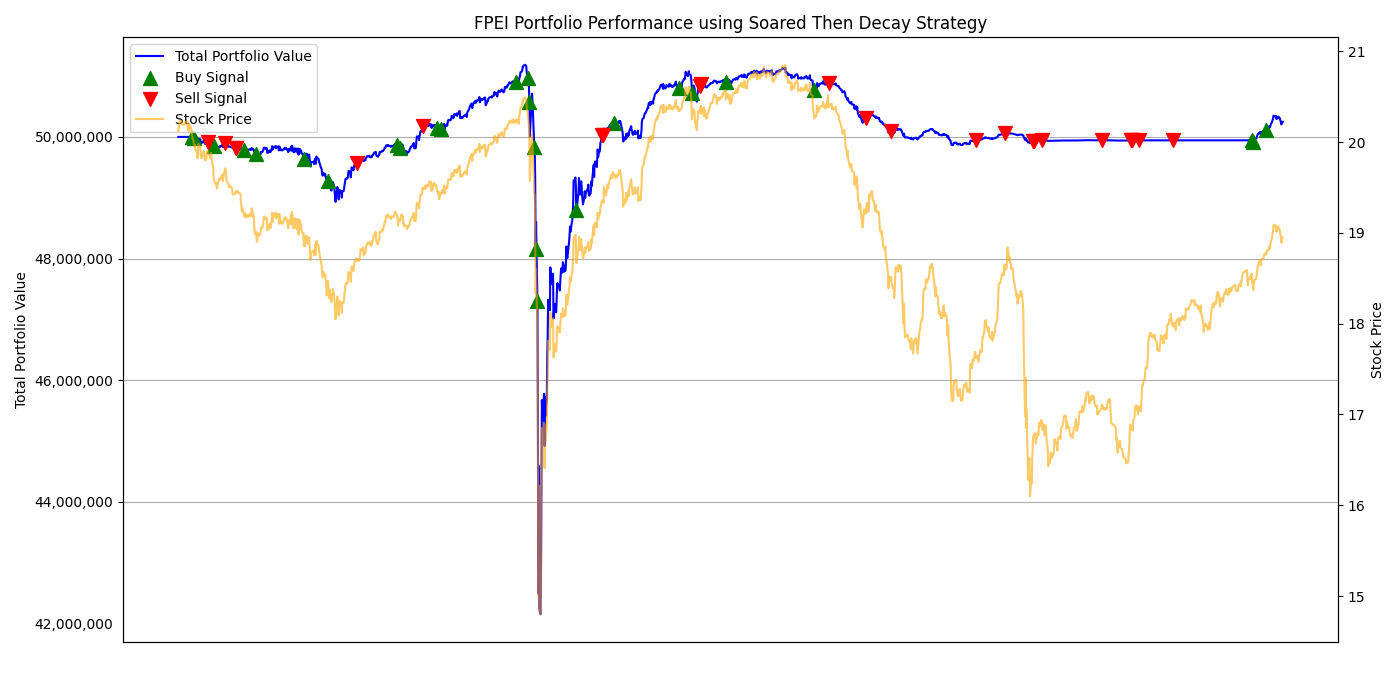 FPEI Portfolio Performance using Soared Then Decay Strategy
Total Portfolio Value
Buy Signal
Sell Signal
Stock Price
50,000,000
48,000,000
46,000,000
44,000,000
42,000,000
Total Portfolio Value
21
20
19
18
17
16
15
Stock Price